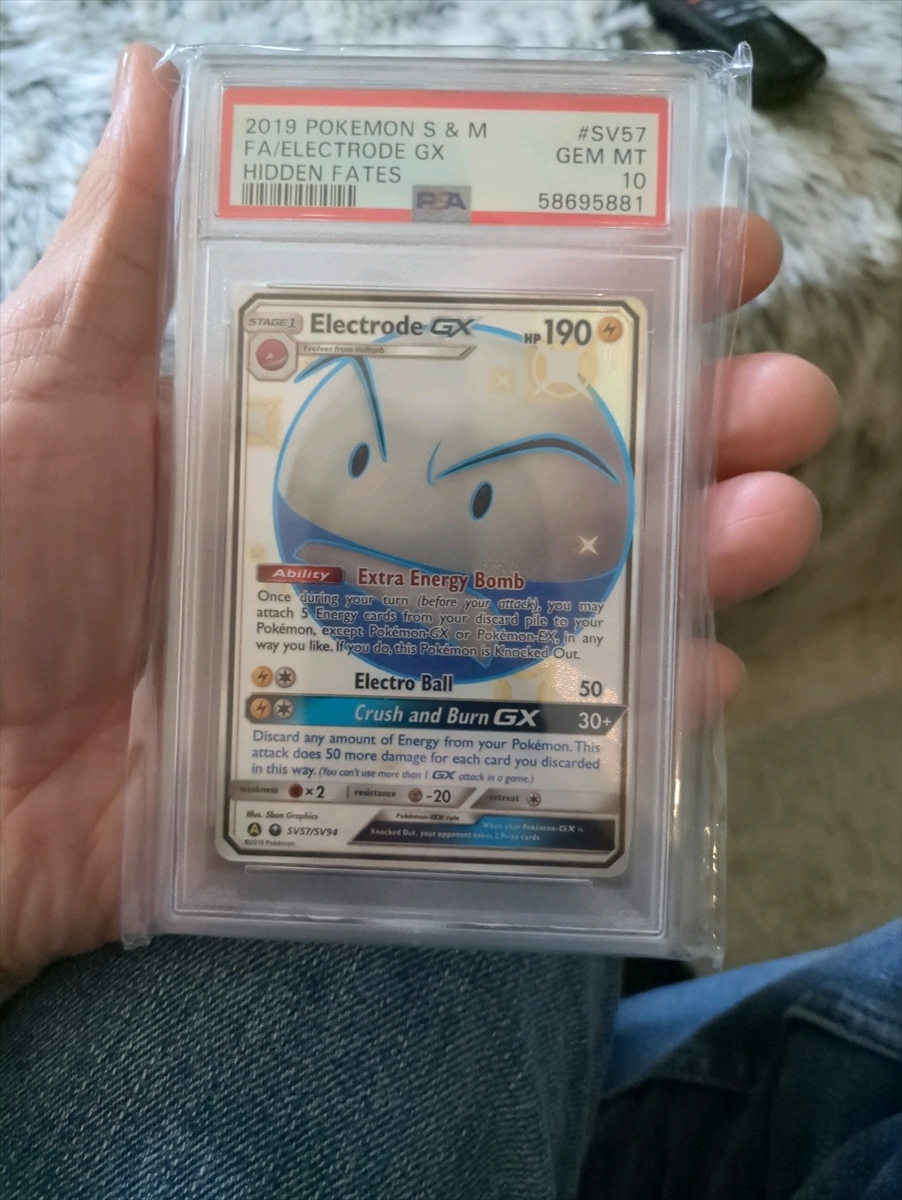 2019 POKEMON S & M #SV57
FA/ELECTRODE GX GEM MT
HIDDEN FATES 10
PSA 58695881
STAGE 1 Electrode GX HP 190
Evolves from Voltorb
Ability Extra Energy Bomb
Once during your turn (before your attack), you may
attach 5 Energy cards from your discard pile to your
Pokémon, except Pokémon-GX or Pokémon-EX, in any
way you like. If you do, this Pokémon is Knocked Out.
Electro Ball 50
Crush and Burn GX 30+
Discard any amount of Energy from your Pokémon. This
attack does 50 more damage for each card you discarded
in this way. (You can't use more than 1 GX attack in a game.)
weakness ×2 resistance -20 retreat
Illus. 5ban Graphics Pokémon-GX rule When your Pokémon-GX is
A SV57/SV94 Knocked Out, your opponent takes 2 Prize cards.
©2019 Pokémon